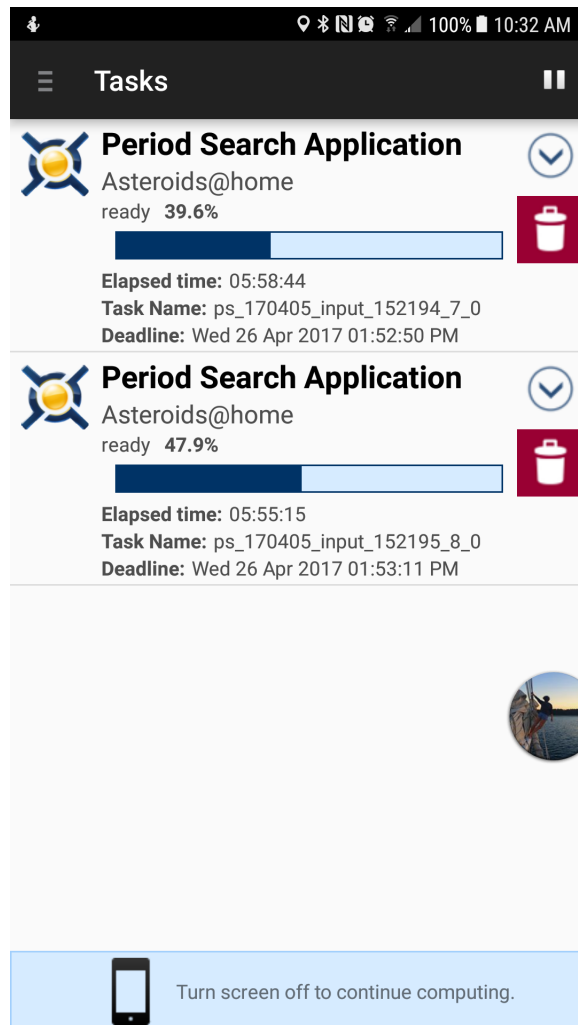 100% 10:32 AM
Tasks
Period Search Application
Asteroids@home
ready 39.6%
Elapsed time: 05:58:44
Task Name: ps_170405_input_152194_7_0
Deadline: Wed 26 Apr 2017 01:52:50 PM
Period Search Application
Asteroids@home
ready 47.9%
Elapsed time: 05:55:15
Task Name: ps_170405_input_152195_8_0
Deadline: Wed 26 Apr 2017 01:53:11 PM
Turn screen off to continue computing.